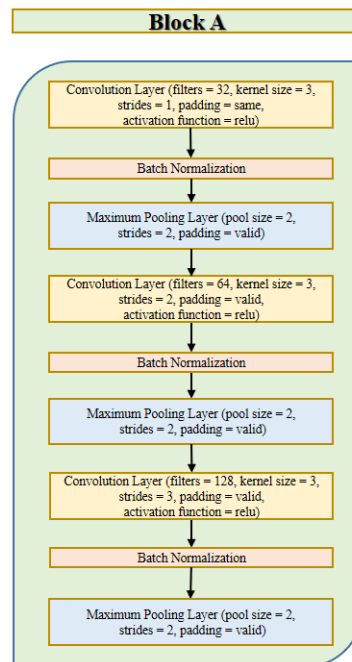 Block A
Convolution Layer (filters = 32, kernel size = 3,
strides = 1, padding = same,
activation function = relu)
Batch Normalization
Maximum Pooling Layer (pool size = 2,
strides = 2, padding = valid)
Convolution Layer (filters = 64, kernel size = 3,
strides = 2, padding = valid,
activation function = relu)
Batch Normalization
Maximum Pooling Layer (pool size = 2,
strides = 2, padding = valid)
Convolution Layer (filters = 128, kernel size = 3,
strides = 3, padding = valid,
activation function = relu)
Batch Normalization
Maximum Pooling Layer (pool size = 2,
strides = 2, padding = valid)